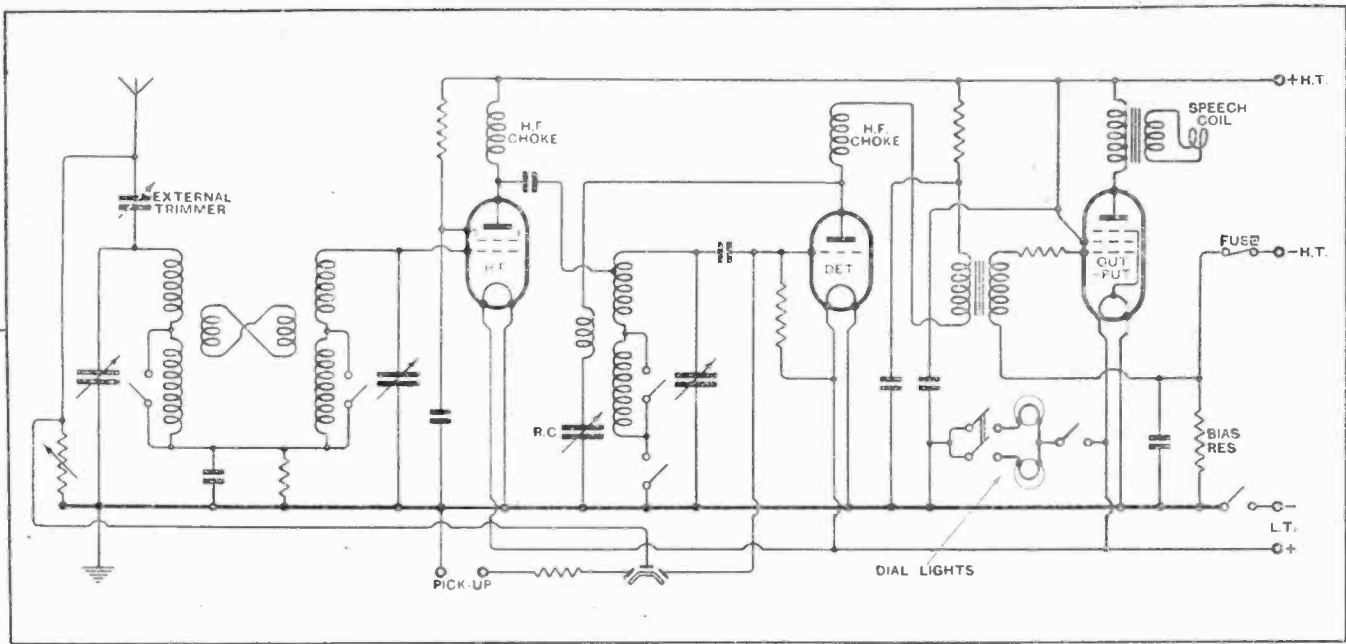 + H.T.
SPEECH
COIL
H.F.
CHOKE
H.F.
CHOKE
EXTERNAL
TRIMMER
H.F.
DET
OUT
-PUT
FUSE
- H.T.
R.C
BIAS
RES
-
L.T.
+
PICK-UP
DIAL LIGHTS